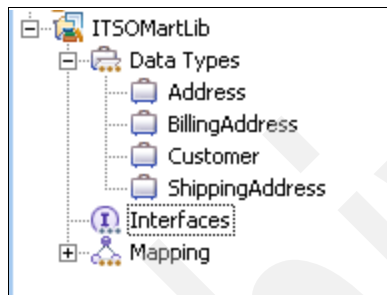 ITSOMartLib
Data Types
Address
BillingAddress
Customer
ShippingAddress
Interfaces
Mapping